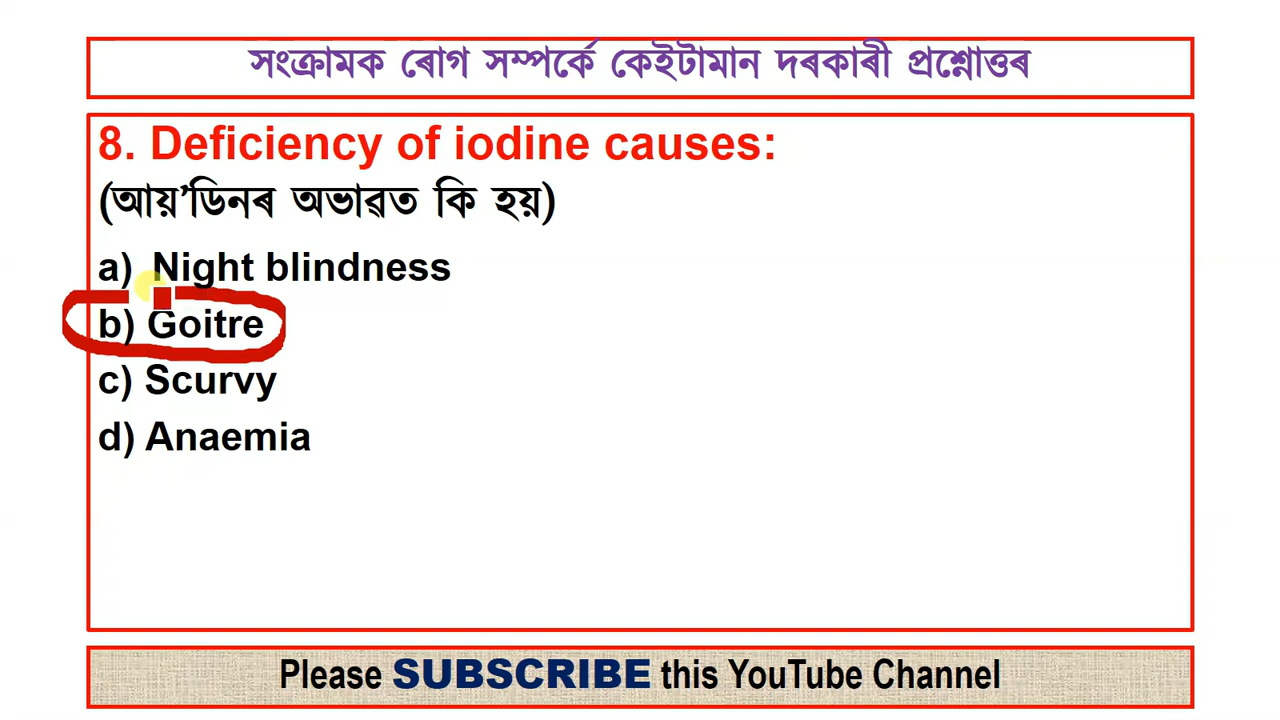 সংক্ৰামক ৰোগ সম্পৰ্কে কেইটামান দৰকাৰী প্ৰশ্নোত্তৰ
8. Deficiency of iodine causes:
(আয়’ডিনৰ অভাৱত কি হয়)
a) Night blindness
b) Goitre
c) Scurvy
d) Anaemia
Please SUBSCRIBE this YouTube Channel